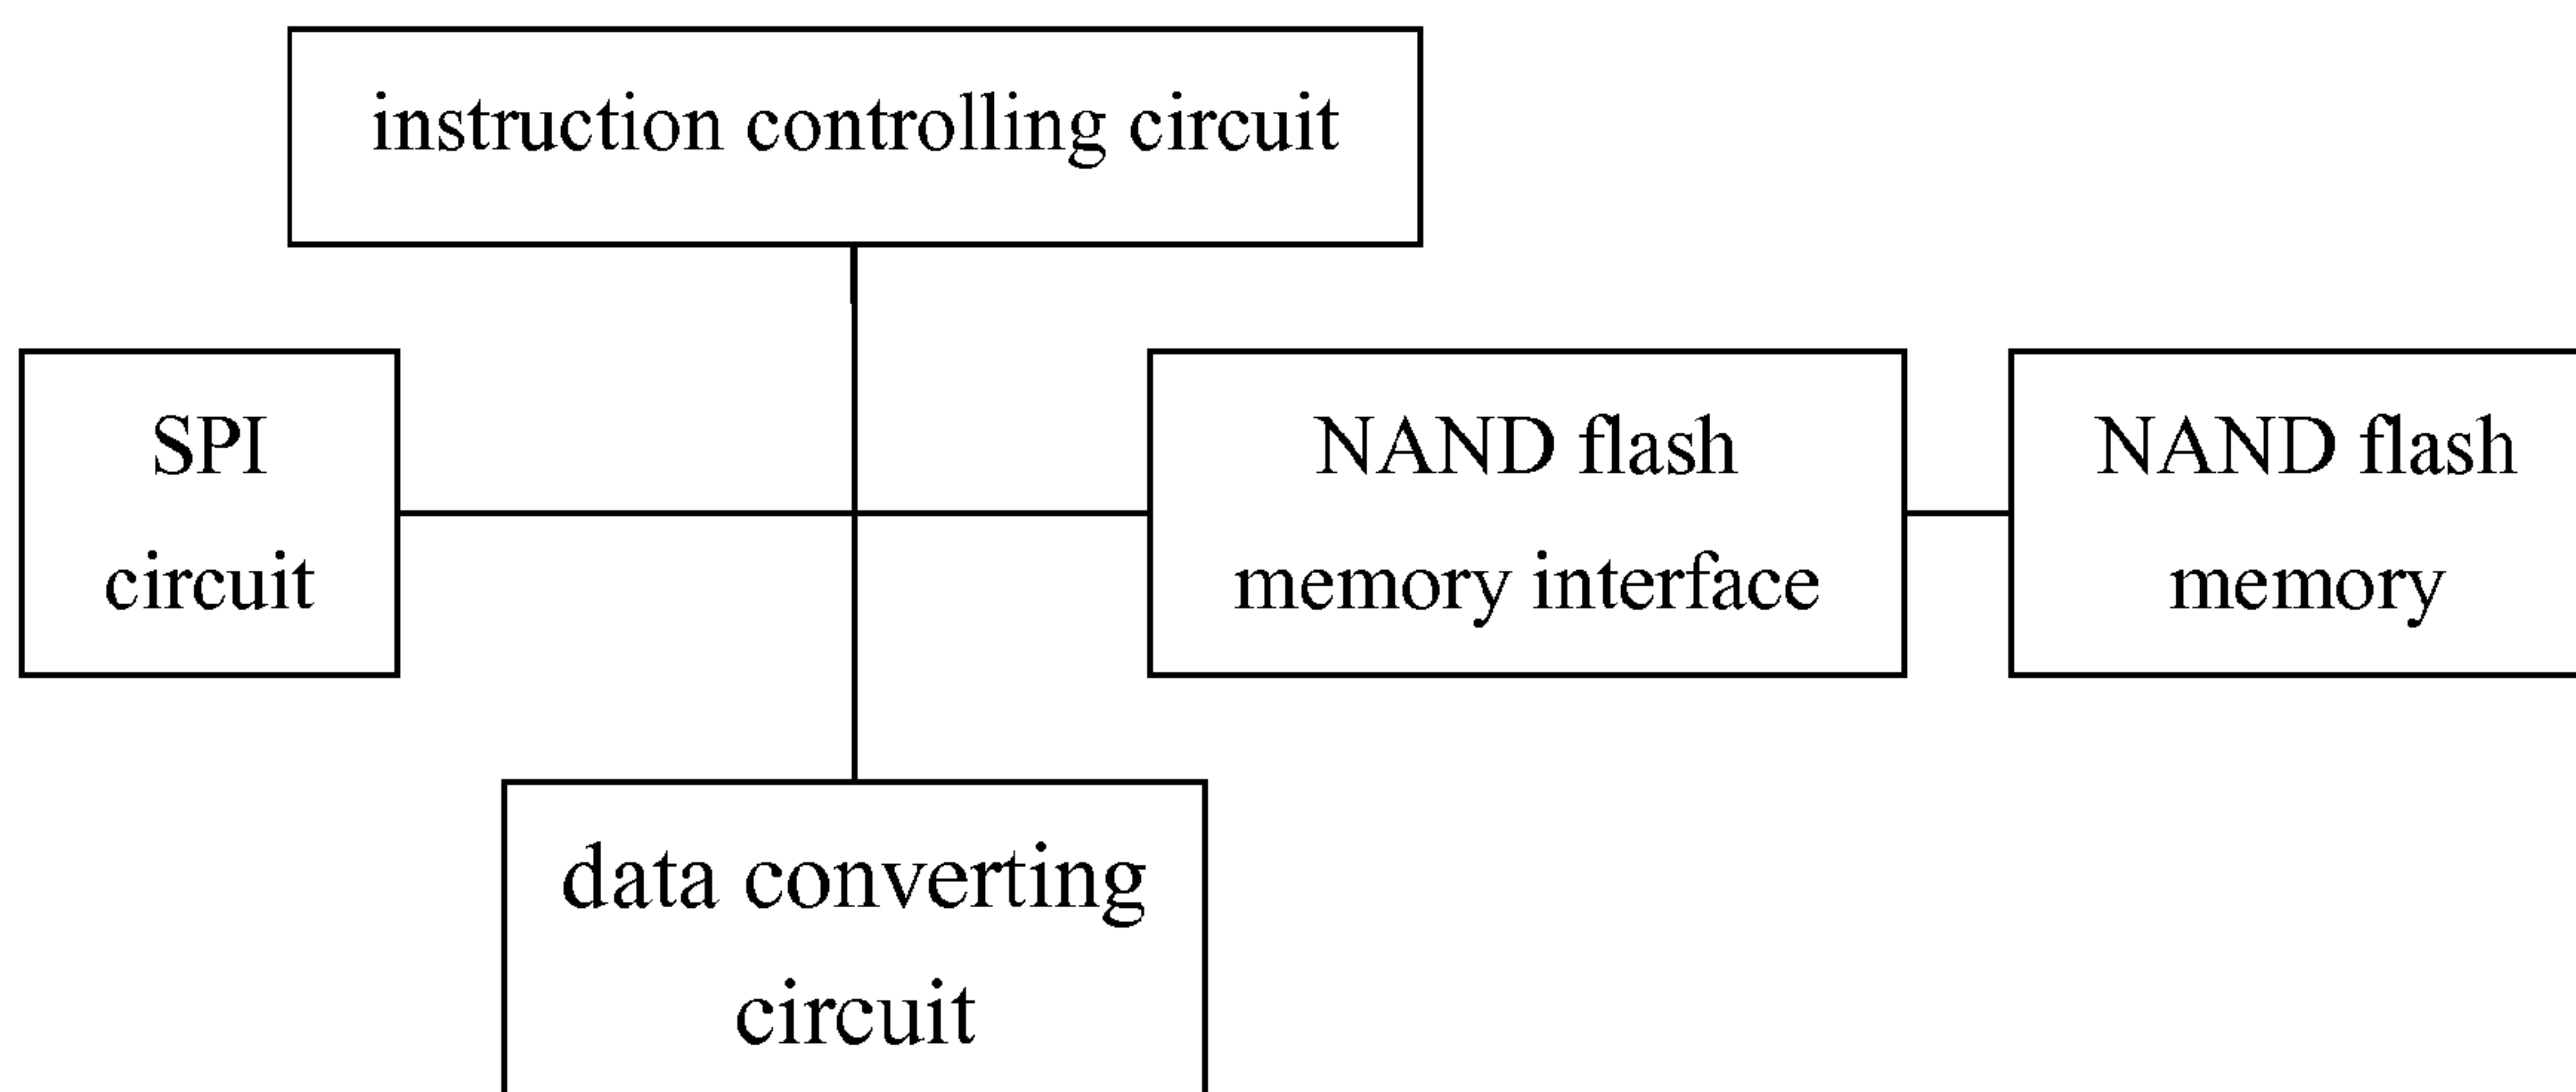 instruction controlling circuit
SPI
circuit
NAND flash
memory interface
NAND flash
memory
data converting
circuit